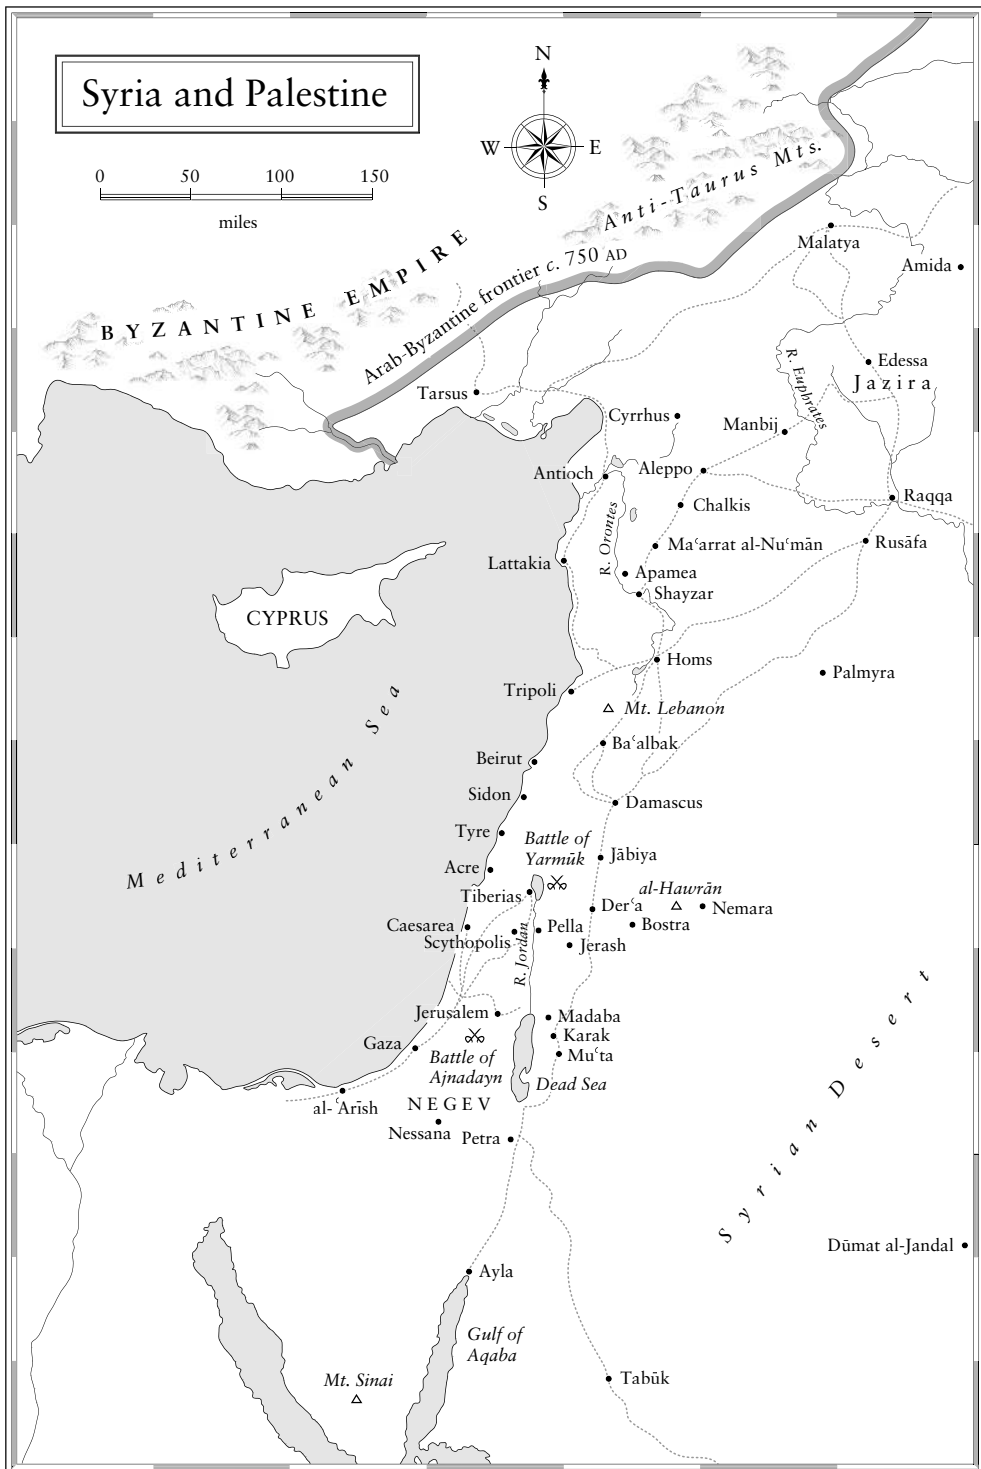 Syria and Palestine
0 50 100 150
miles
N
W E
S
Anti-Taurus Mts.
BYZANTINE EMPIRE
Arab-Byzantine frontier c. 750 AD
Malatya
Amida
Edessa
Jazira
R. Euphrates
Tarsus
Cyrrhus
Manbij
Antioch
Aleppo
Raqqa
Chalkis
R. Orontes
Maʿarrat al-Nuʿmān
Rusāfa
Lattakia
Apamea
Shayzar
CYPRUS
Homs
Palmyra
Tripoli
Mt. Lebanon
Mediterranean Sea
Baʿalbak
Beirut
Sidon
Damascus
Tyre
Battle of
Yarmūk
Jābiya
Acre
al-Hawrān
Tiberias
Derʿa
Nemara
Caesarea
Pella
Bostra
Scythopolis
Jerash
R. Jordan
Jerusalem
Madaba
Karak
Gaza
Battle of
Ajnadayn
Muʿta
Dead Sea
al-ʿArīsh
NEGEV
Nessana
Petra
Syrian Desert
Dūmat al-Jandal
Ayla
Gulf of
Aqaba
Mt. Sinai
Tabūk